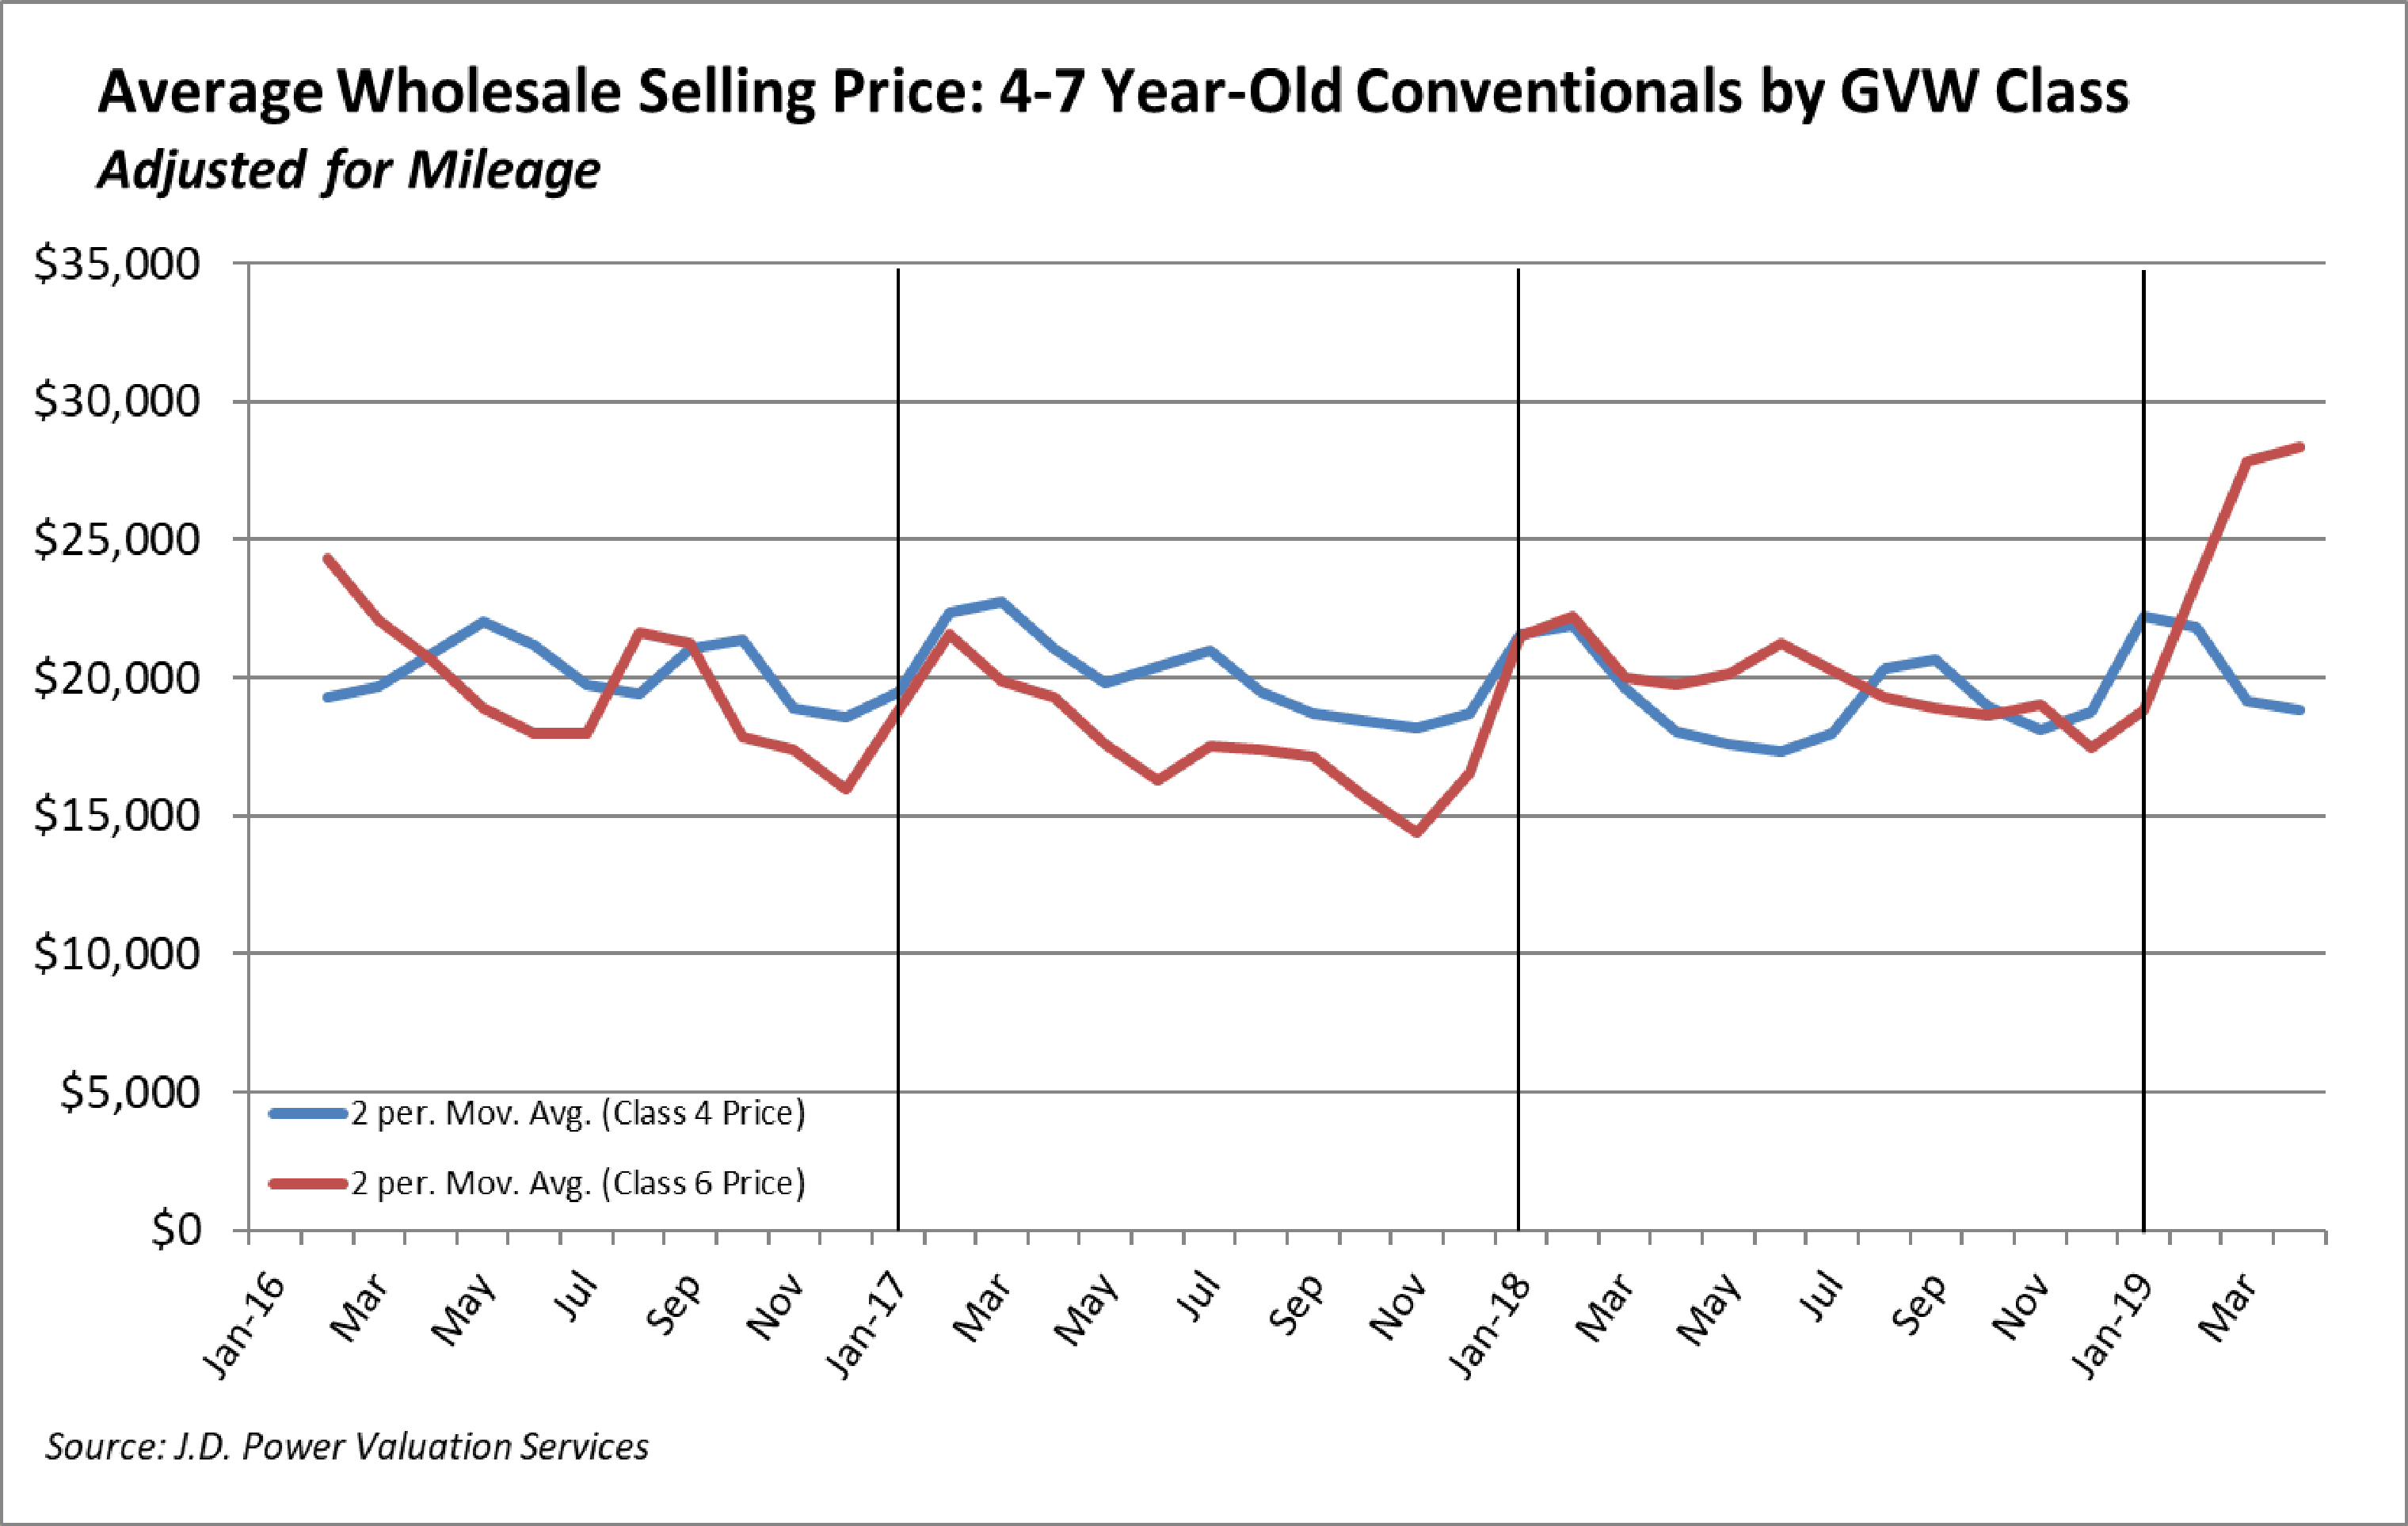 Average Wholesale Selling Price: 4-7 Year-Old Conventionals by GVW Class
Adjusted for Mileage
$35,000
$30,000
$25,000
$20,000
$15,000
$10,000
$5,000
$0
2 per. Mov. Avg. (Class 4 Price)
2 per. Mov. Avg. (Class 6 Price)
Jan-16
Mar
May
Jul
Sep
Nov
Jan-17
Mar
May
Jul
Sep
Nov
Jan-18
Mar
May
Jul
Sep
Nov
Jan-19
Mar
Source: J.D. Power Valuation Services